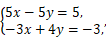 {5x − 5y = 5,
−3x + 4y = −3,